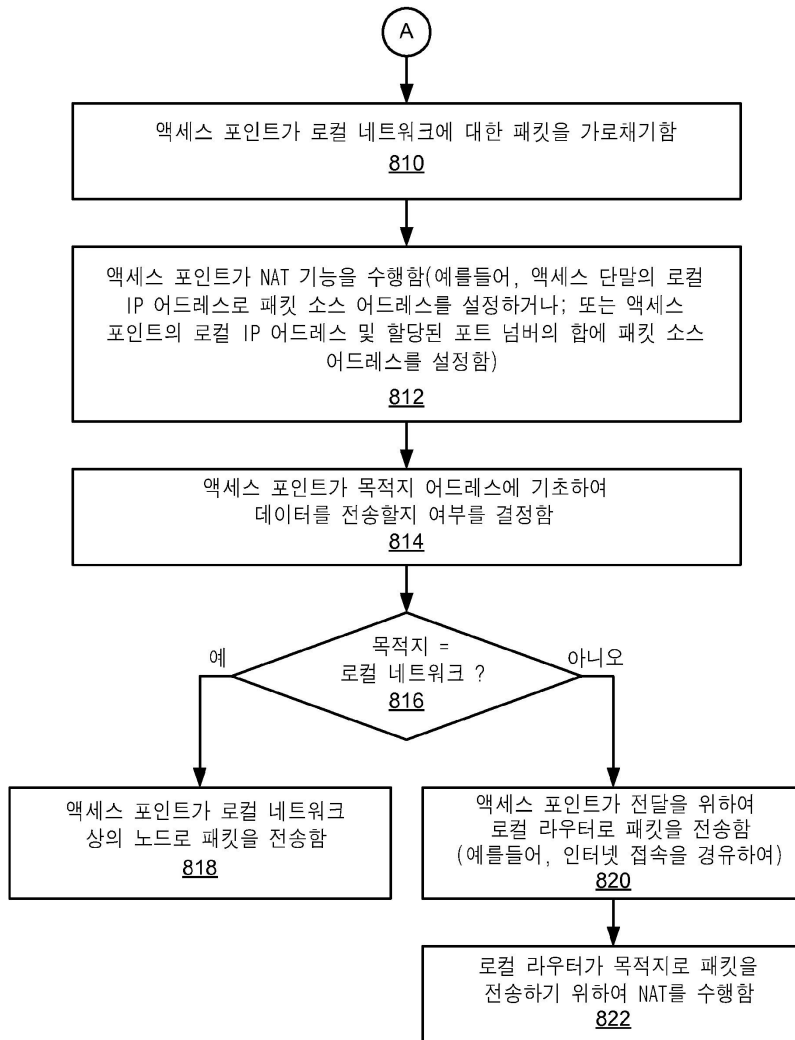 A
액세스 포인트가 로컬 네트워크에 대한 패킷을 가로채기함
810
액세스 포인트가 NAT 기능을 수행함(예를들어, 액세스 단말의 로컬
IP 어드레스로 패킷 소스 어드레스를 설정하거나; 또는 액세스
포인트의 로컬 IP 어드레스 및 할당된 포트 넘버의 합에 패킷 소스
어드레스를 설정함)
812
액세스 포인트가 목적지 어드레스에 기초하여
데이터를 전송할지 여부를 결정함
814
목적지 =
로컬 네트워크 ?
816
예
아니오
액세스 포인트가 로컬 네트워크
상의 노드로 패킷을 전송함
818
액세스 포인트가 전달을 위하여
로컬 라우터로 패킷을 전송함
(예를들어, 인터넷 접속을 경유하여)
820
로컬 라우터가 목적지로 패킷을
전송하기 위하여 NAT를 수행함
822